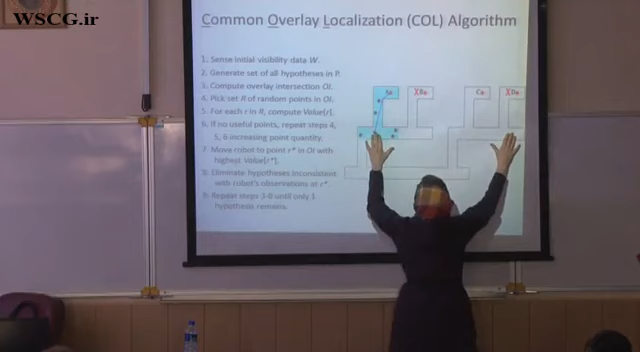 WSCG.ir
Common Overlay Localization (COL) Algorithm
1. Sense initial visibility data W.
2. Generate set of all hypotheses in P.
3. Compute overlay intersection OI.
4. Pick set R of random points in OI.
5. For each r in R, compute Value[r].
6. If no useful points, repeat steps 4,
5, 6 increasing point quantity.
7. Move robot to point r* in OI with
highest Value[r*].
8. Eliminate hypotheses inconsistent
with robot's observations at r*.
9. Repeat steps 3-8 until only 1
hypothesis remains.